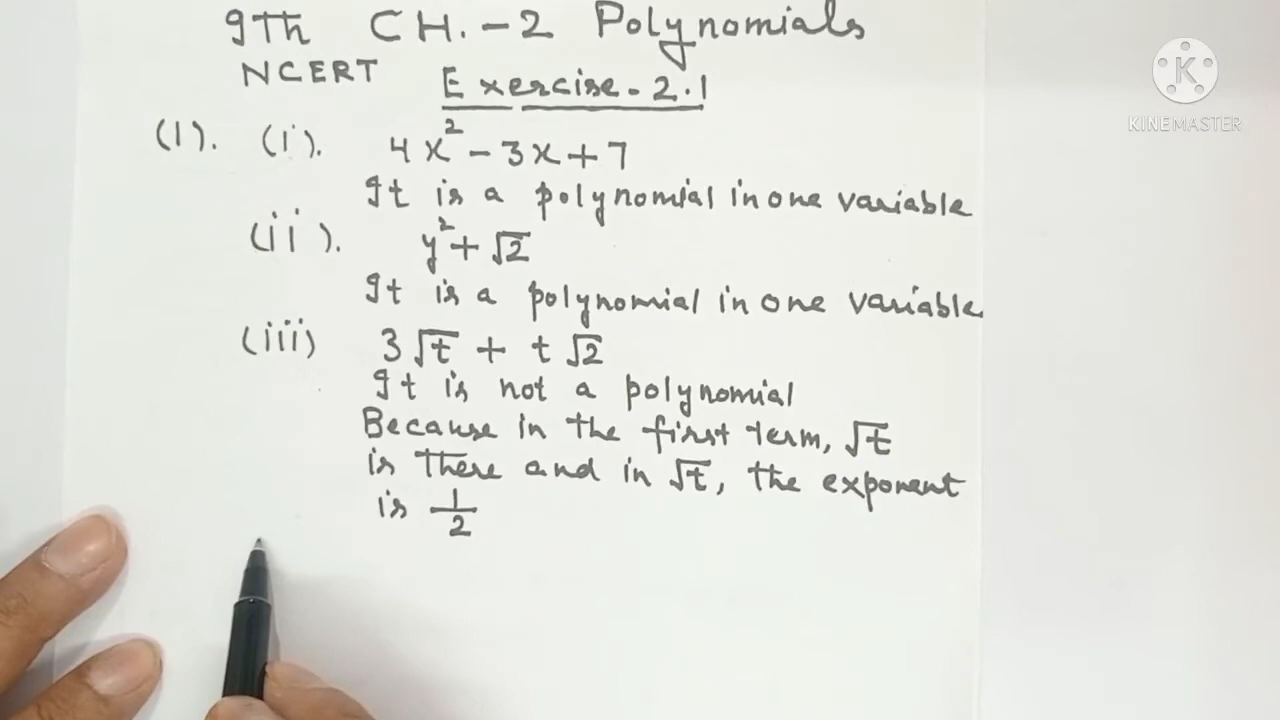 9Th CH.-2 Polynomials
NCERT Exercise-2.1
(1). (i). 4x²-3x+7
It is a polynomial in one variable
(ii). y²+√2
It is a polynomial in one variable
(iii) 3√t + t√2
It is not a polynomial
Because in the first term, √t
is there and in √t, the exponent
is 1/2
K
KINEMASTER